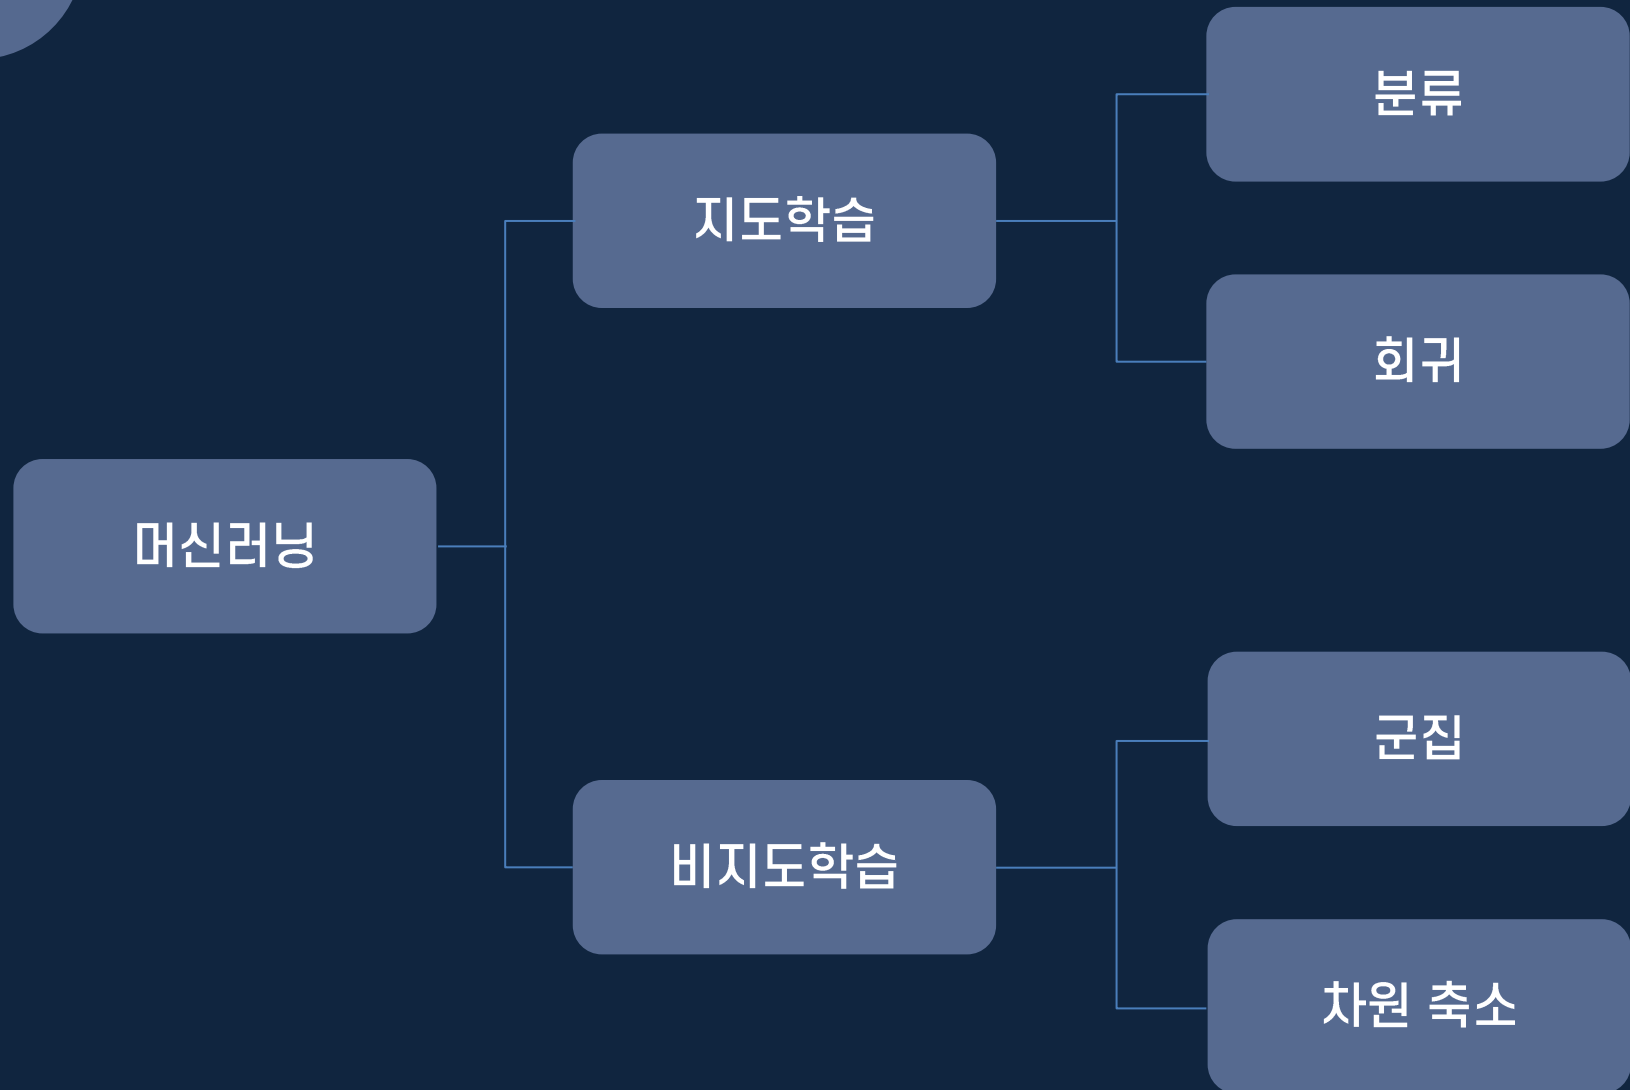 분류
지도학습
회귀
머신러닝
군집
비지도학습
차원 축소